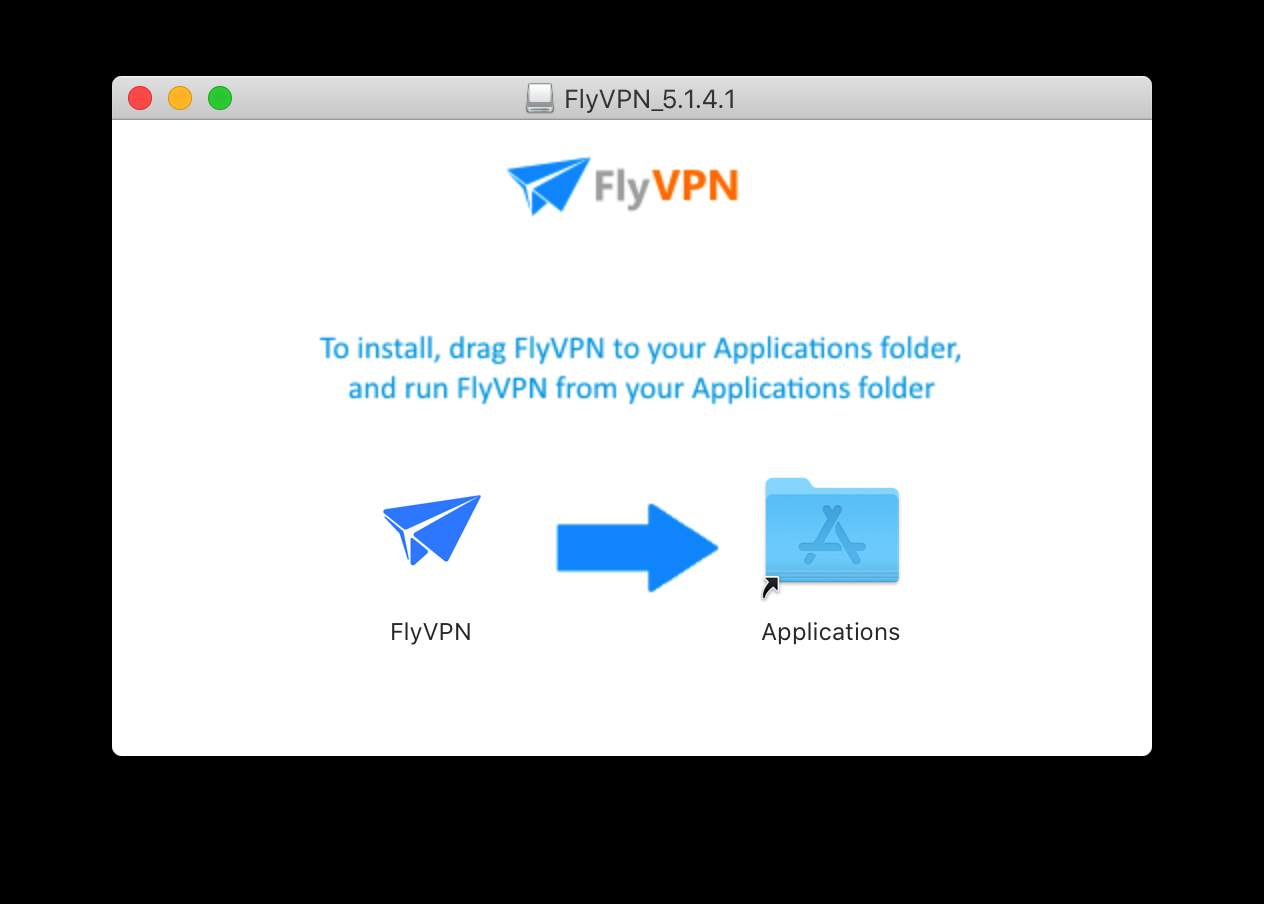 FlyVPN_5.1.4.1
FlyVPN
To install, drag FlyVPN to your Applications folder,
and run FlyVPN from your Applications folder
FlyVPN
Applications